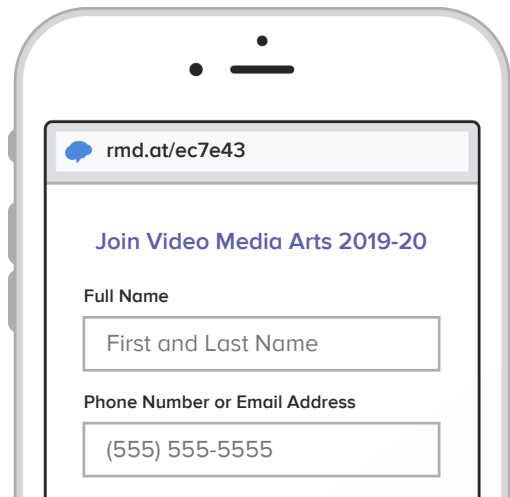 rmd.at/ec7e43
Join Video Media Arts 2019-20
Full Name
First and Last Name
Phone Number or Email Address
(555) 555-5555